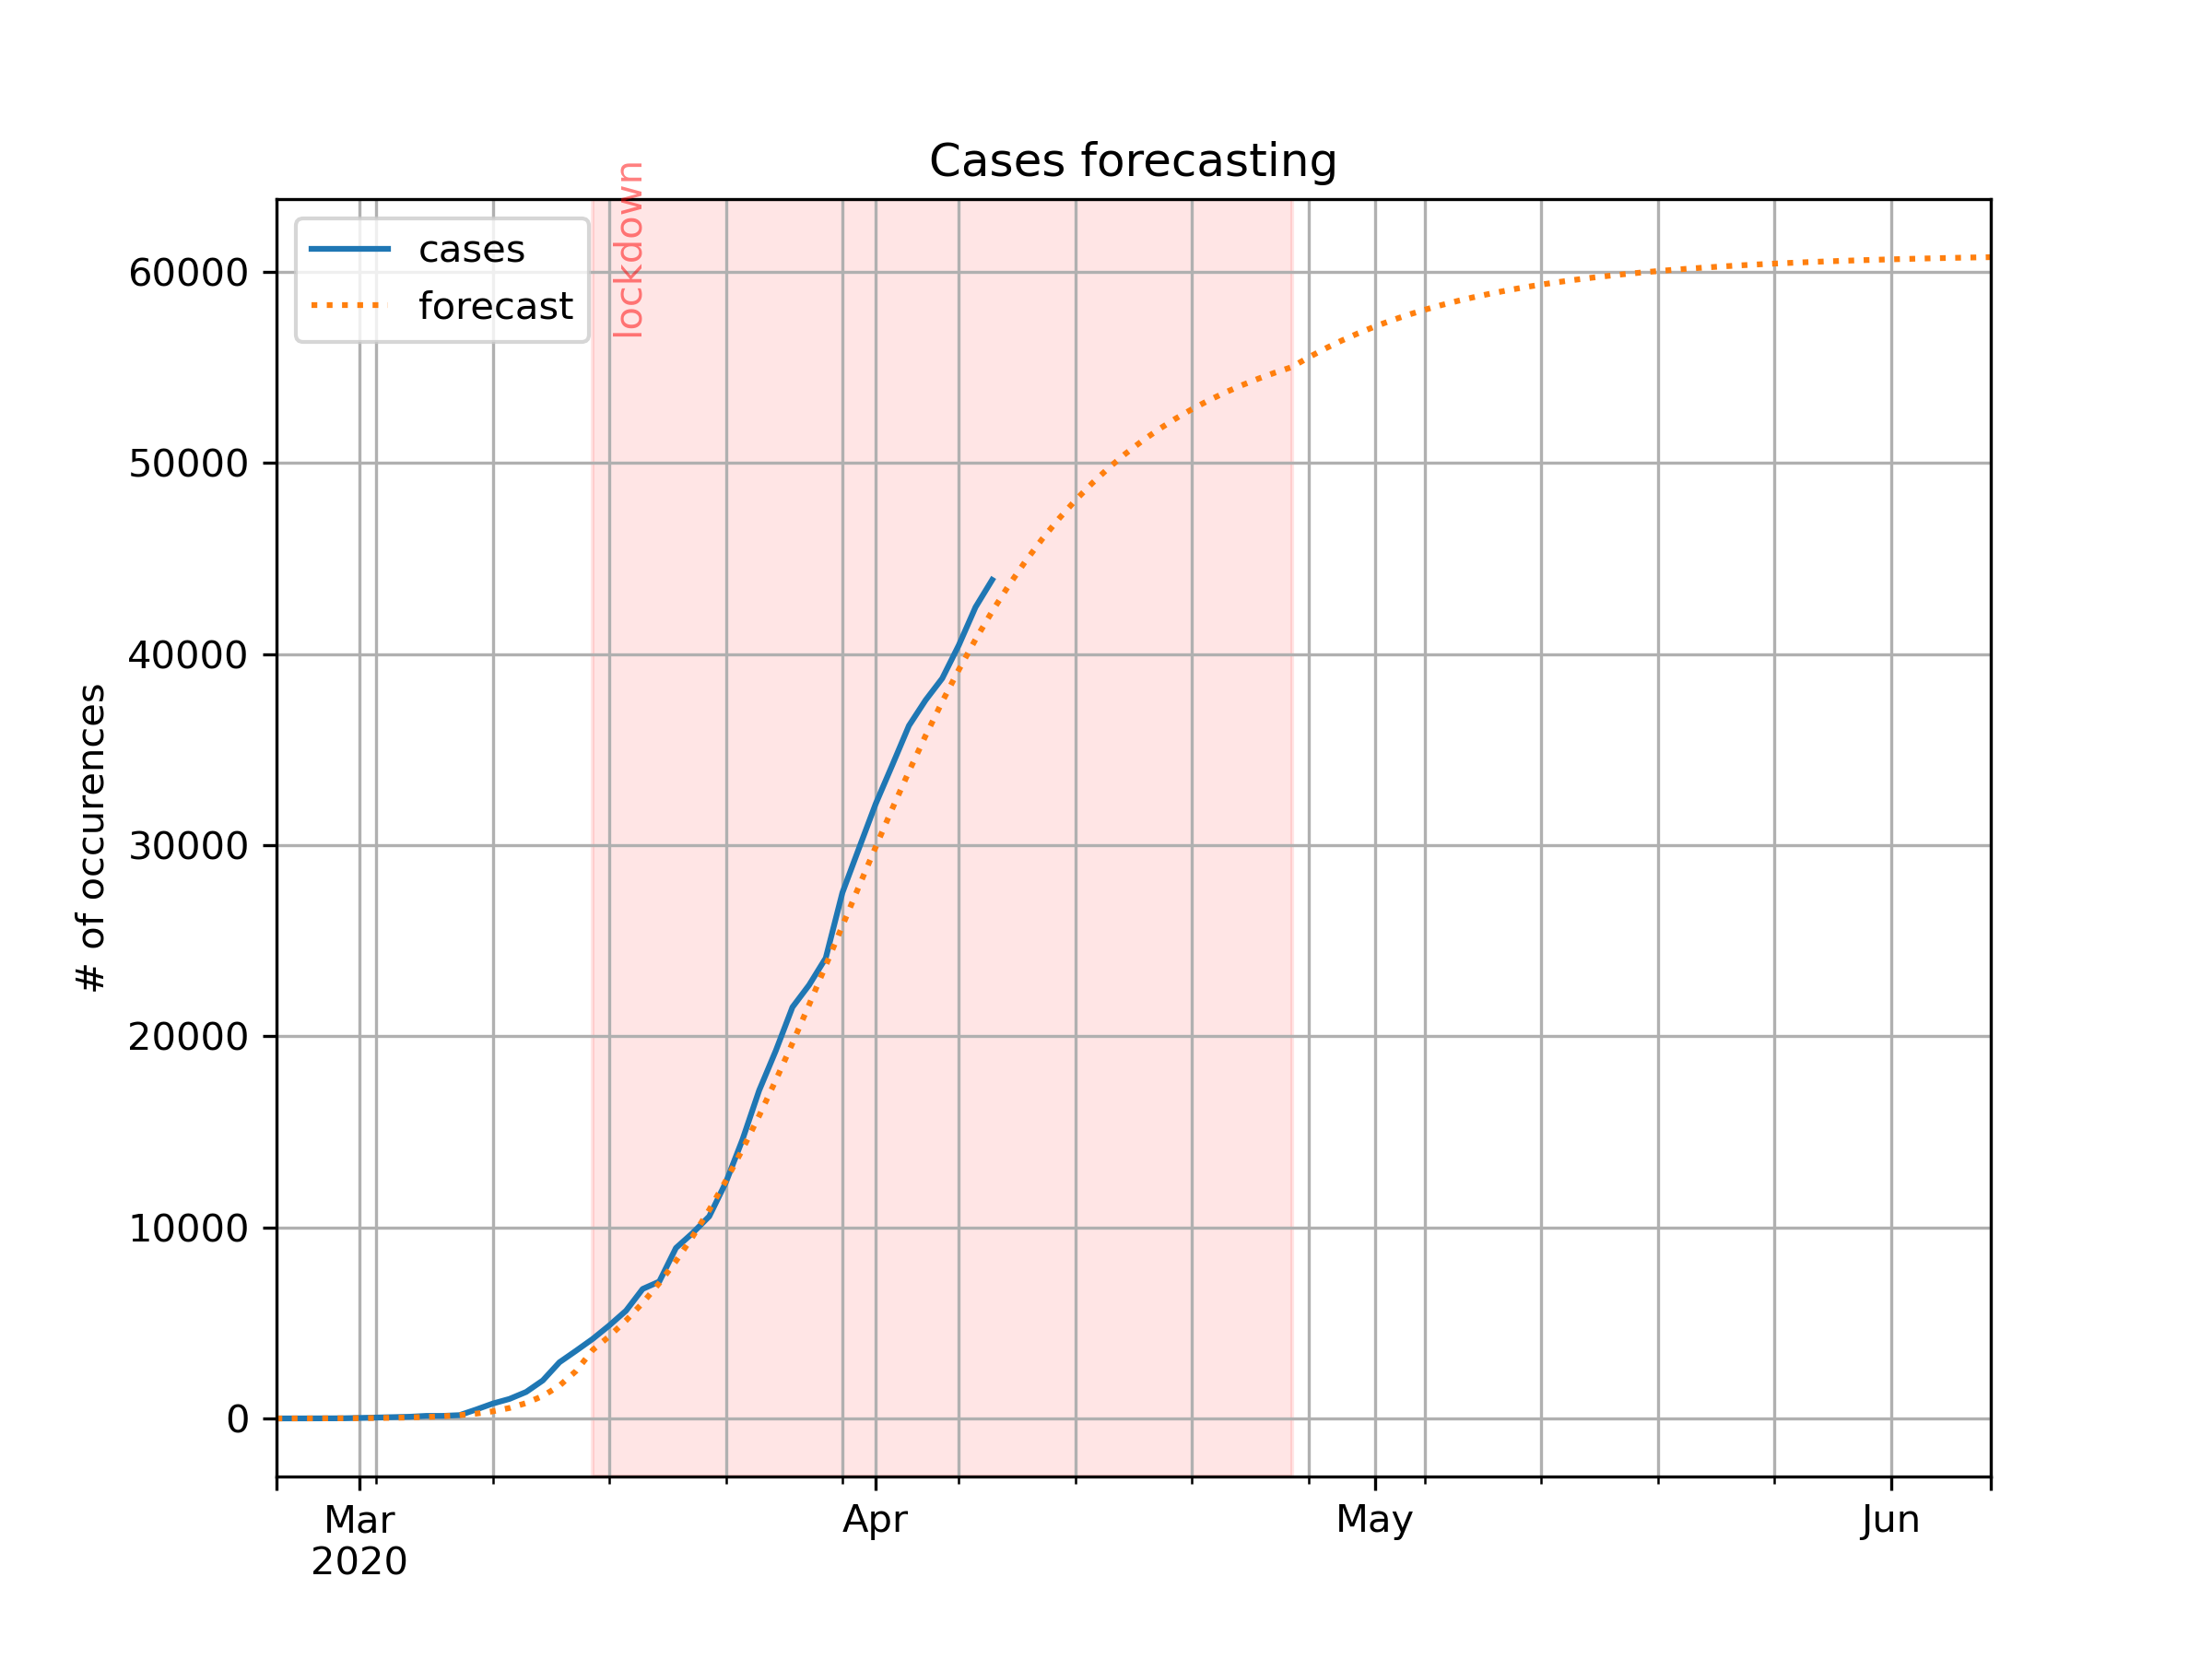 Cases forecasting
cases
forecast
lockdown
# of occurences
60000
50000
40000
30000
20000
10000
0
Mar
2020
Apr
May
Jun